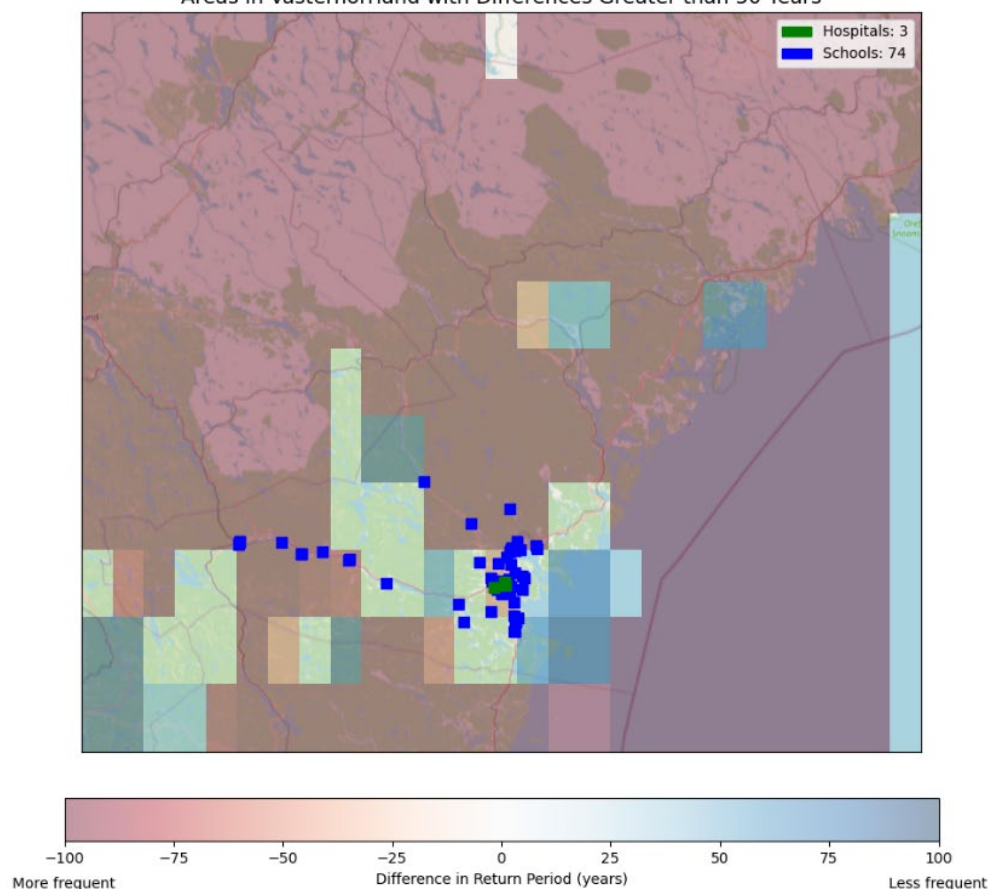 Areas in Västernorrland with Differences Greater than Years
Hospitals: 3
Schools: 74
und
−100
−75
−50
−25
0
25
50
75
100
More frequent
Difference in Return Period (years)
Less frequent